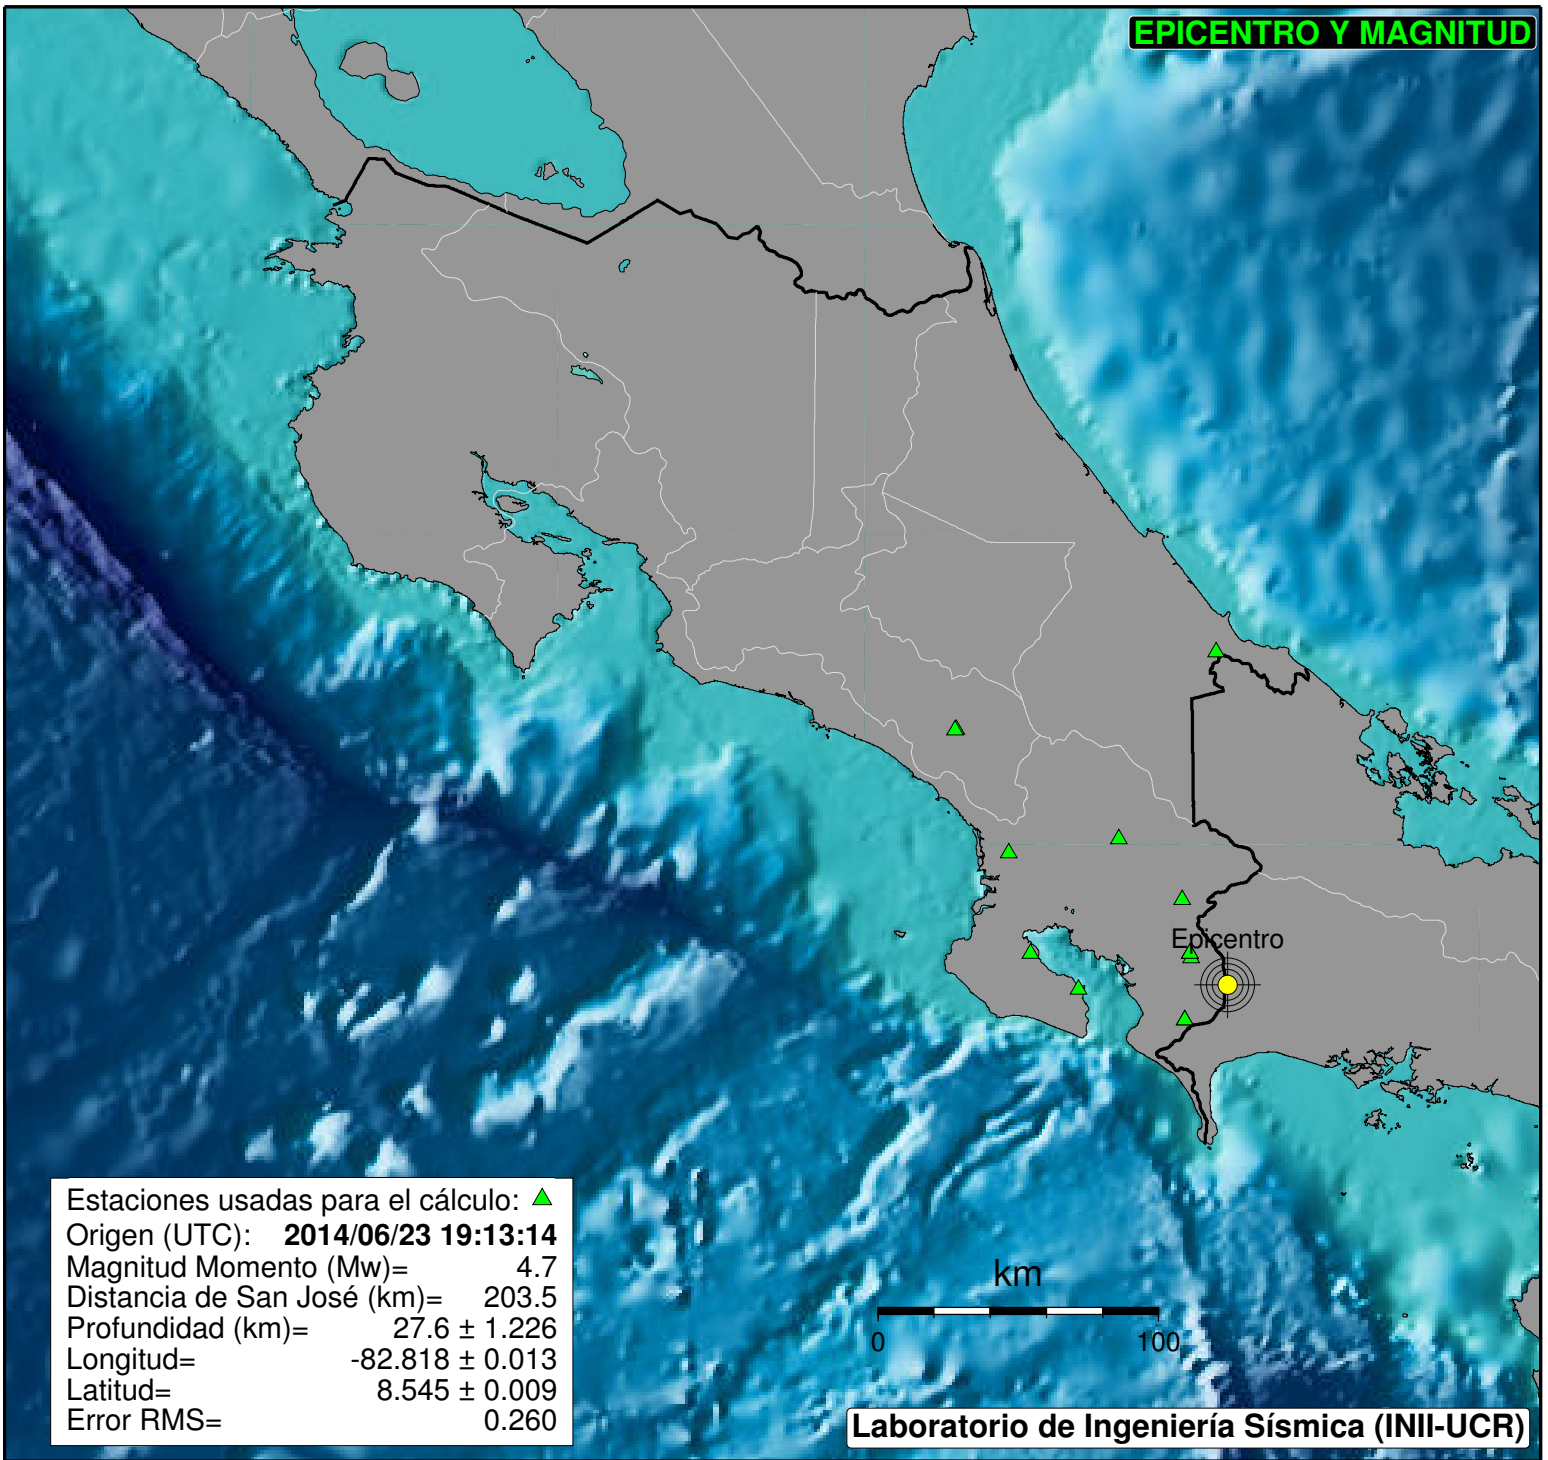 EPICENTRO Y MAGNITUD
Epicentro
Estaciones usadas para el cálculo:
Origen (UTC): 2014/06/23 19:13:14
Magnitud Momento (Mw)= 4.7
Distancia de San José (km)= 203.5
Profundidad (km)= 27.6 ± 1.226
Longitud= -82.818 ± 0.013
Latitud= 8.545 ± 0.009
Error RMS= 0.260
km
0 100
Laboratorio de Ingeniería Sísmica (INII-UCR)